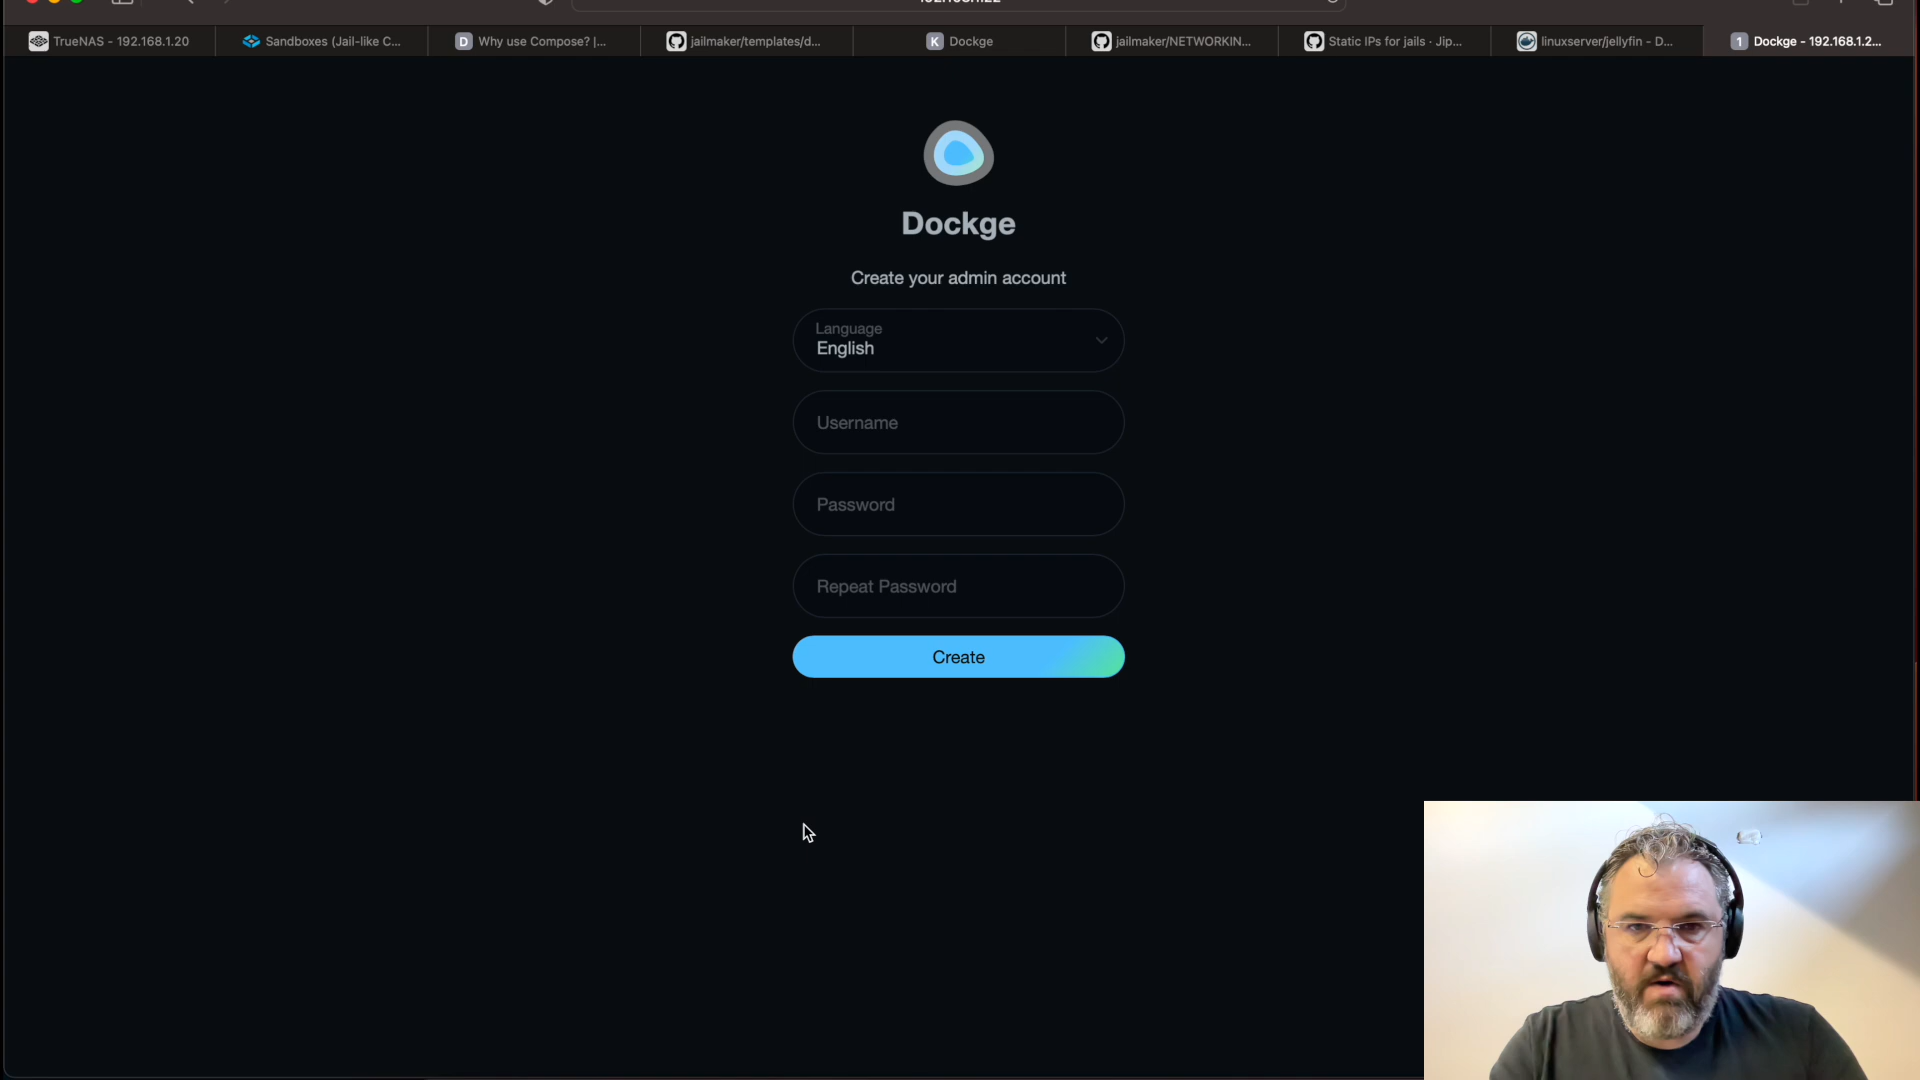 TrueNAS - 192.168.1.20
Sandboxes (Jail-like C...
D
Why use Compose? |...
jailmaker/templates/d...
K
Dockge
jailmaker/NETWORKIN...
Static IPs for jails · Jip...
linuxserver/jellyfin - D...
1
Dockge - 192.168.1.2...
Dockge
Create your admin account
Language
English
Username
Password
Repeat Password
Create